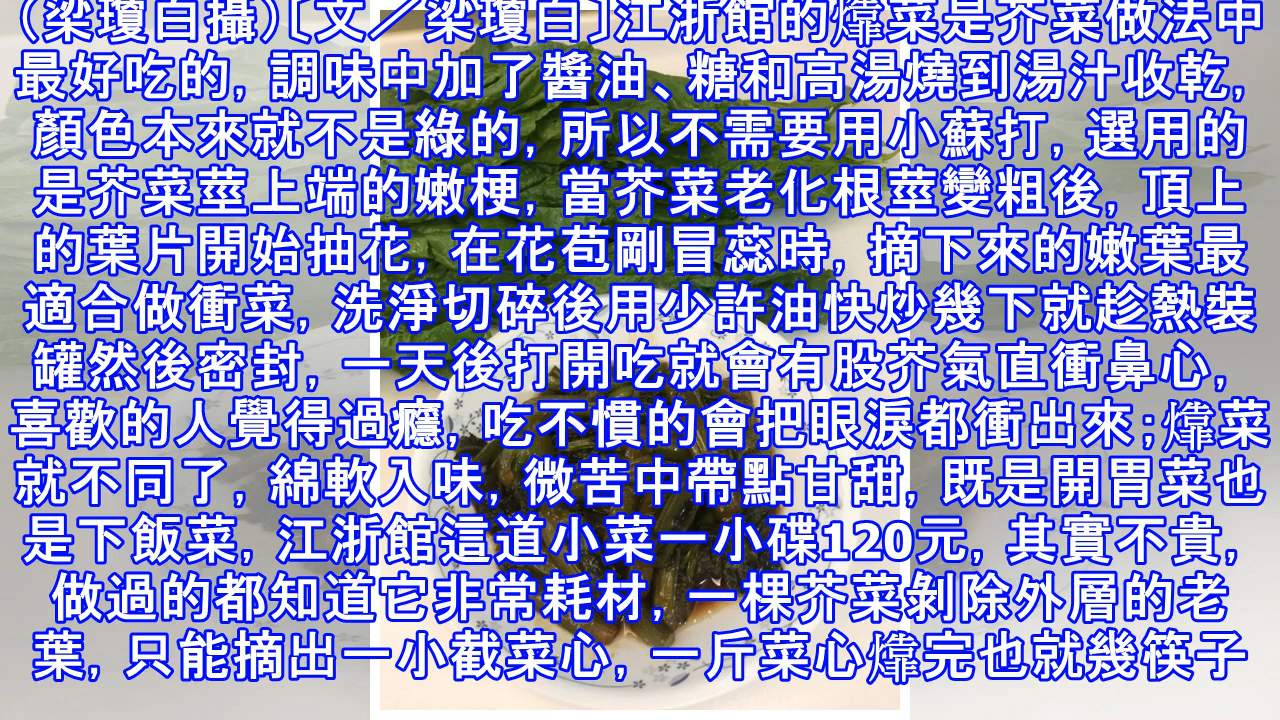 (梁瓊白攝)〔文／梁瓊白〕江浙館的㸆菜是芥菜做法中
最好吃的, 調味中加了醬油、糖和高湯燒到湯汁收乾,
顏色本來就不是綠的, 所以不需要用小蘇打, 選用的
是芥菜莖上端的嫩梗, 當芥菜老化根莖變粗後, 頂上
的葉片開始抽花, 在花苞剛冒蕊時, 摘下來的嫩葉最
適合做衝菜, 洗淨切碎後用少許油快炒幾下就趁熱裝
罐然後密封, 一天後打開吃就會有股芥氣直衝鼻心,
喜歡的人覺得過癮, 吃不慣的會把眼淚都衝出來;㸆菜
就不同了, 綿軟入味, 微苦中帶點甘甜, 既是開胃菜也
是下飯菜, 江浙館這道小菜一小碟120元, 其實不貴,
做過的都知道它非常耗材, 一棵芥菜剝除外層的老
葉, 只能摘出一小截菜心, 一斤菜心㸆完也就幾筷子